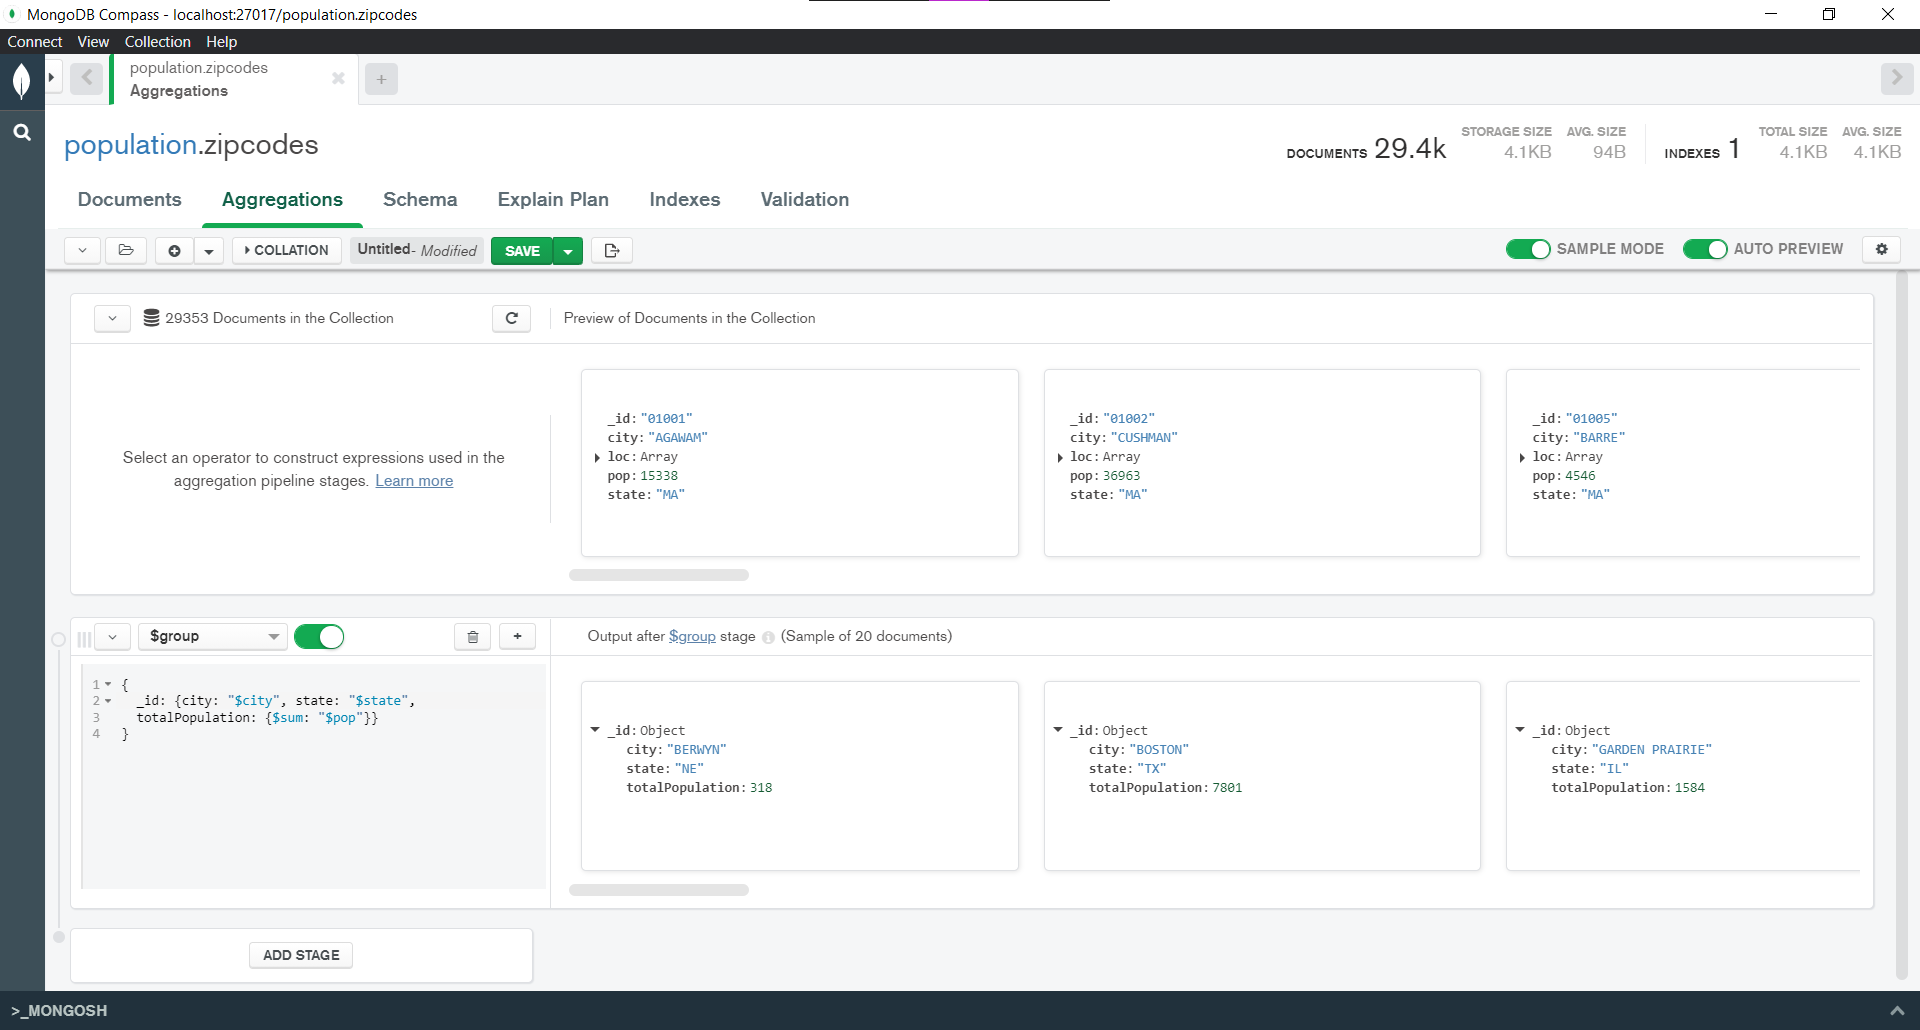 MongoDB Compass - localhost:27017/population.zipcodes
Connect View Collection Help
population.zipcodes
Aggregations
population.zipcodes
DOCUMENTS 29.4k STORAGE SIZE 4.1KB AVG. SIZE 94B INDEXES 1 TOTAL SIZE 4.1KB AVG. SIZE 4.1KB
Documents Aggregations Schema Explain Plan Indexes Validation
COLLATION Untitled- Modified SAVE SAMPLE MODE AUTO PREVIEW
29353 Documents in the Collection Preview of Documents in the Collection
Select an operator to construct expressions used in the
aggregation pipeline stages. Learn more
_id: "01001"
city: "AGAWAM"
loc: Array
pop: 15338
state: "MA"
_id: "01002"
city: "CUSHMAN"
loc: Array
pop: 36963
state: "MA"
_id: "01005"
city: "BARRE"
loc: Array
pop: 4546
state: "MA"
$group Output after $group stage (Sample of 20 documents)
1 {
2 _id: {city: "$city", state: "$state",
3 totalPopulation: {$sum: "$pop"}}
4 }
_id: Object
city: "BERWYN"
state: "NE"
totalPopulation: 318
_id: Object
city: "BOSTON"
state: "TX"
totalPopulation: 7801
_id: Object
city: "GARDEN PRAIRIE"
state: "IL"
totalPopulation: 1584
ADD STAGE
>_MONGOSH